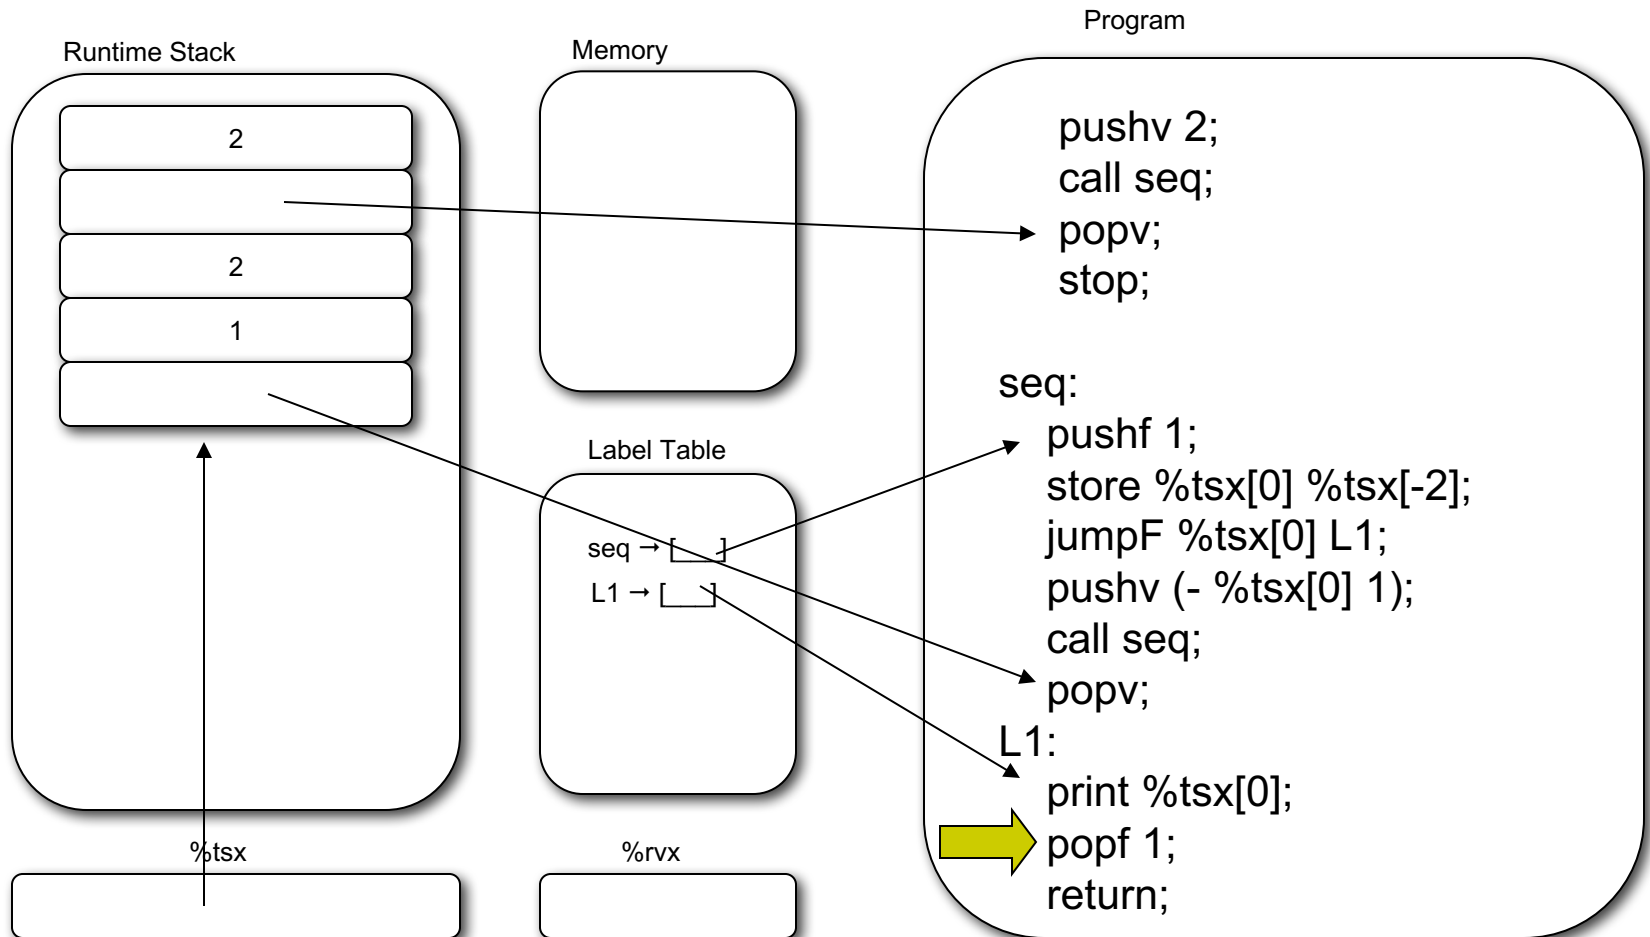 Program
Runtime Stack
Memory
2
2
1
Label Table
seq → [___]
L1 → [___]
%tsx
%rvx
pushv 2;
call seq;
popv;
stop;
seq:
pushf 1;
store %tsx[0] %tsx[-2];
jumpF %tsx[0] L1;
pushv (- %tsx[0] 1);
call seq;
popv;
L1:
print %tsx[0];
popf 1;
return;